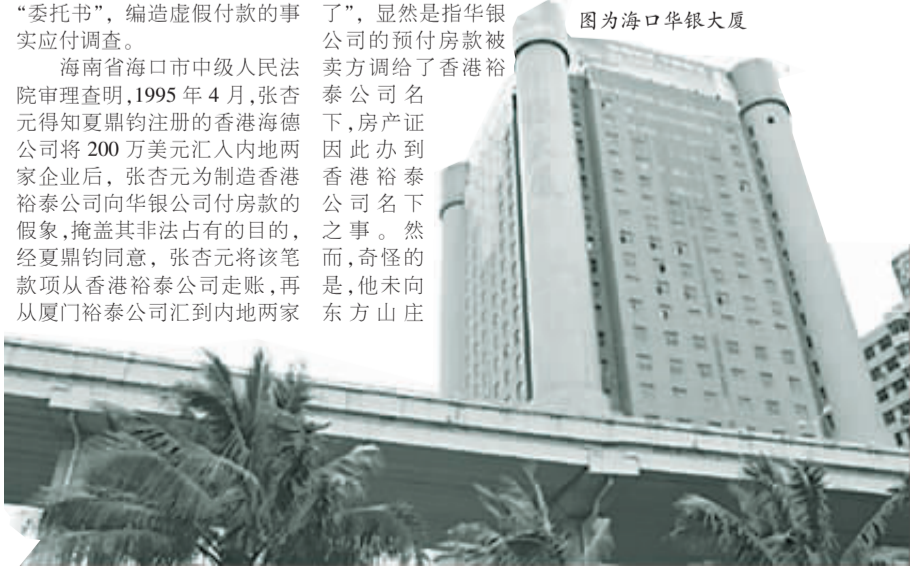 “委托书”，编造虚假付款的事
实应付调查。
海南省海口市中级人民法
院审理查明,1995 年 4 月,张杏
元得知夏鼎钧注册的香港海德
公司将 200 万美元汇入内地两
家企业后，张杏元为制造香港
裕泰公司向华银公司付房款的
假象,掩盖其非法占有的目的,
经夏鼎钧同意，张杏元将该笔
款项从香港裕泰公司走账,再
从厦门裕泰公司汇到内地两家
了”，显然是指华银
公司的预付房款被
卖方调给了香港裕
泰公司名
下,房产证
因此办到
香港裕泰
公司名下
之事。然
而,奇怪的
是,他未向
东方山庄
图为海口华银大厦